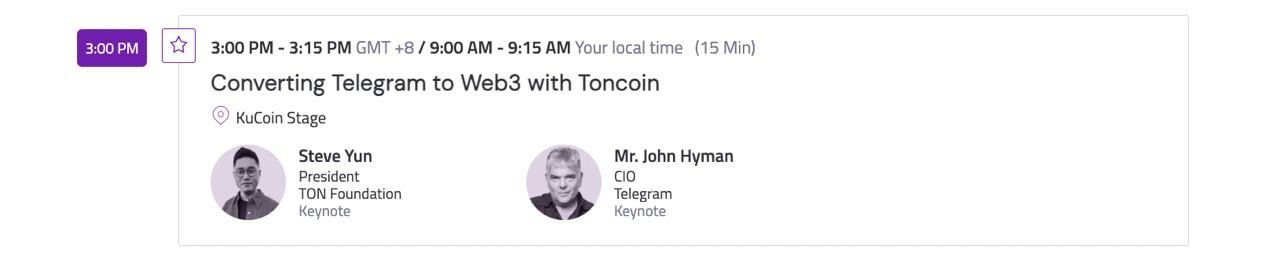 3:00 PM
3:00 PM - 3:15 PM GMT +8 / 9:00 AM - 9:15 AM Your local time (15 Min)
Converting Telegram to Web3 with Toncoin
KuCoin Stage
Steve Yun
President
TON Foundation
Keynote
Mr. John Hyman
CIO
Telegram
Keynote